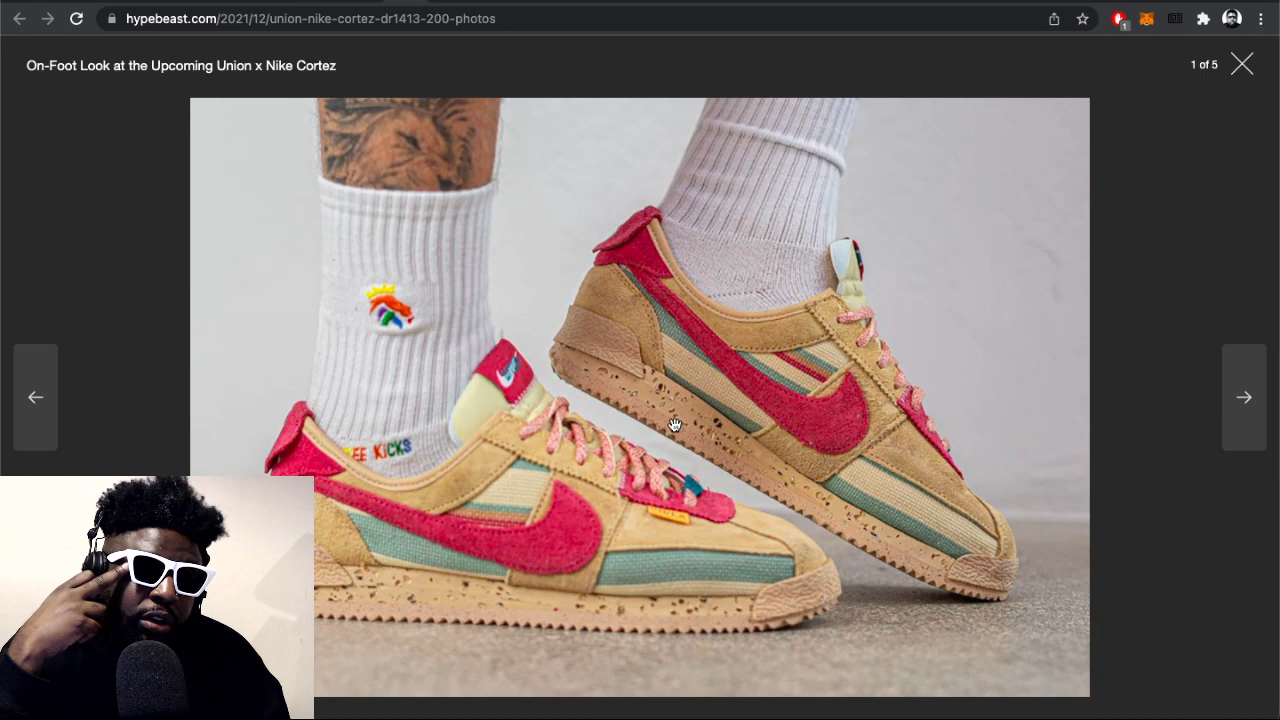 hypebeast.com/2021/12/union-nike-cortez-dr1413-200-photos
1
On-Foot Look at the Upcoming Union x Nike Cortez
1 of 5
EE KICKS